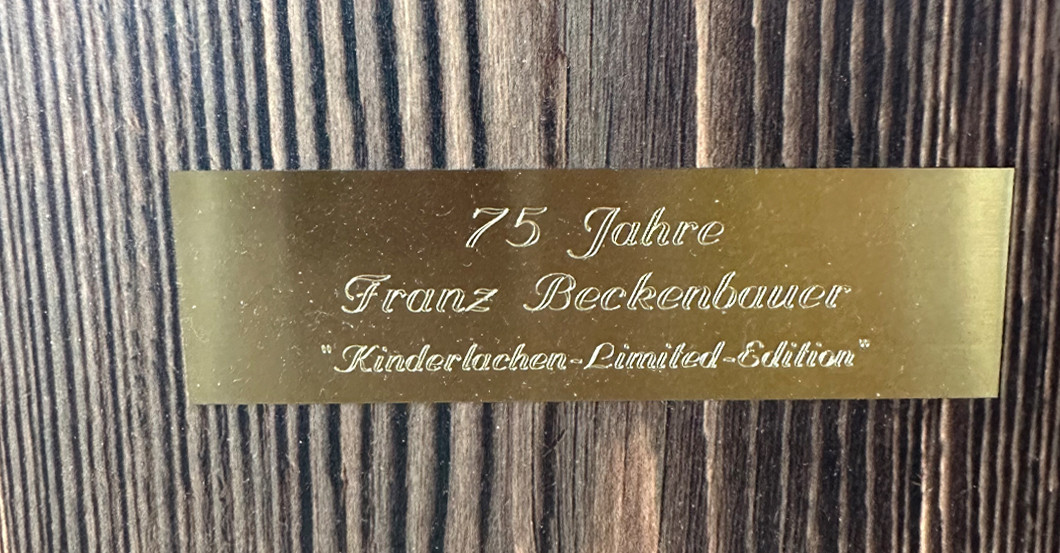 75 Jahre
Franz Beckenbauer
"Kinderlachen-Limited-Edition"